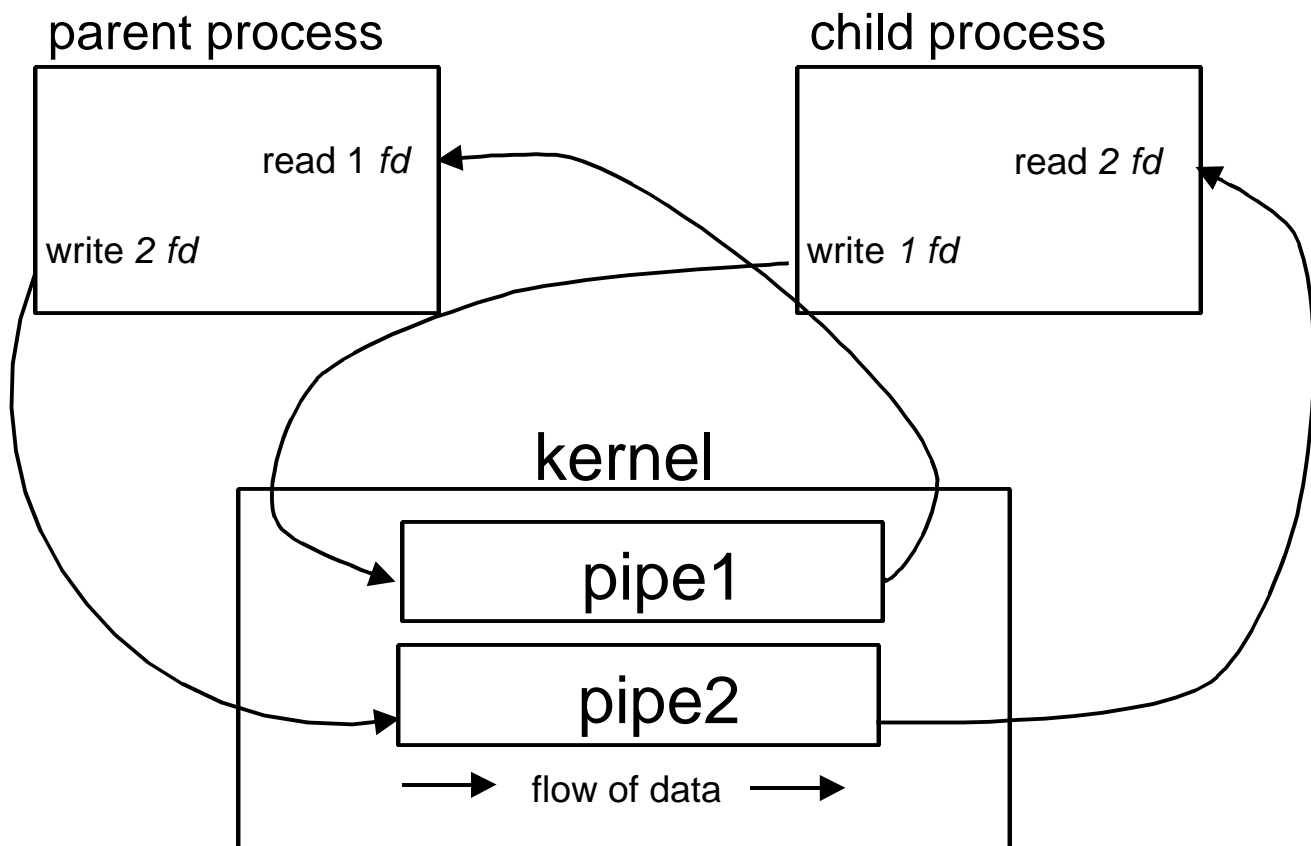 parent process
child process
read 1 fd
read 2 fd
write 2 fd
write 1 fd
kernel
pipe1
pipe2
flow of data